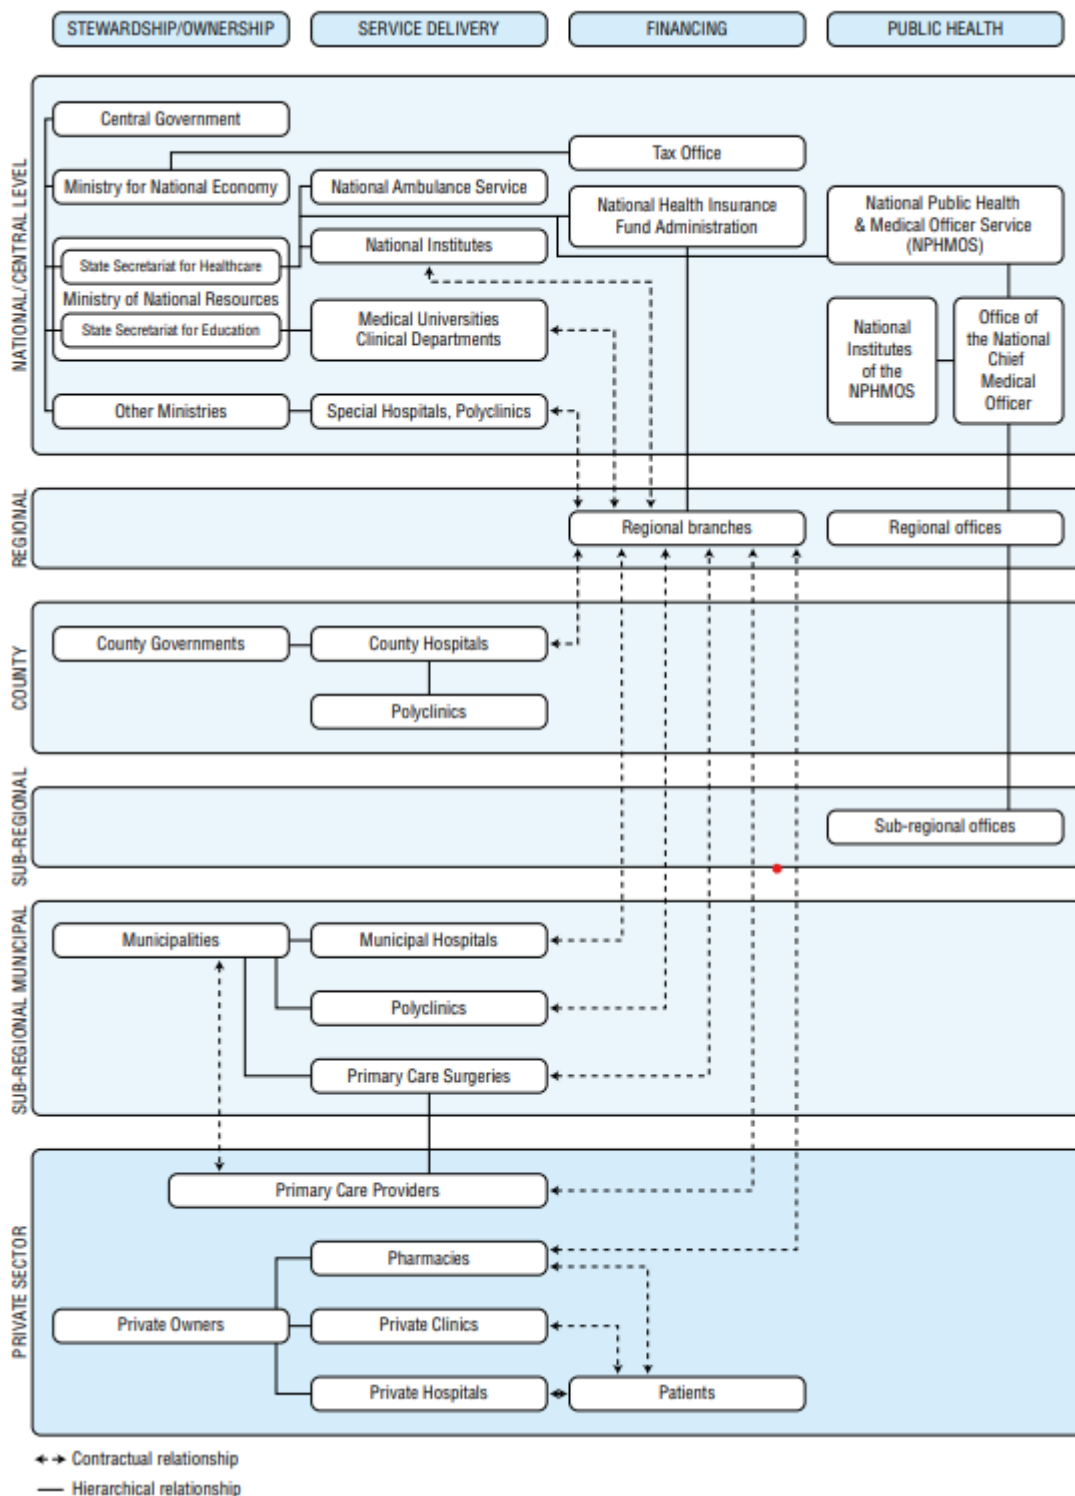 STEWARDSHIP/OWNERSHIP
SERVICE DELIVERY
FINANCING
PUBLIC HEALTH
NATIONAL/CENTRAL LEVEL
Central Government
Tax Office
Ministry for National Economy
National Ambulance Service
National Health Insurance
Fund Administration
National Public Health
& Medical Officer Service
(NPHMOS)
National Institutes
State Secretariat for Healthcare
Ministry of National Resources
State Secretariat for Education
Medical Universities
Clinical Departments
National
Institutes
of the
NPHMOS
Office of
the National
Chief
Medical
Officer
Other Ministries
Special Hospitals, Polyclinics
REGIONAL
Regional branches
Regional offices
COUNTY
County Governments
County Hospitals
Polyclinics
SUB-REGIONAL
Sub-regional offices
SUB-REGIONAL MUNICIPAL
Municipalities
Municipal Hospitals
Polyclinics
Primary Care Surgeries
PRIVATE SECTOR
Primary Care Providers
Pharmacies
Private Owners
Private Clinics
Private Hospitals
Patients
Contractual relationship
Hierarchical relationship